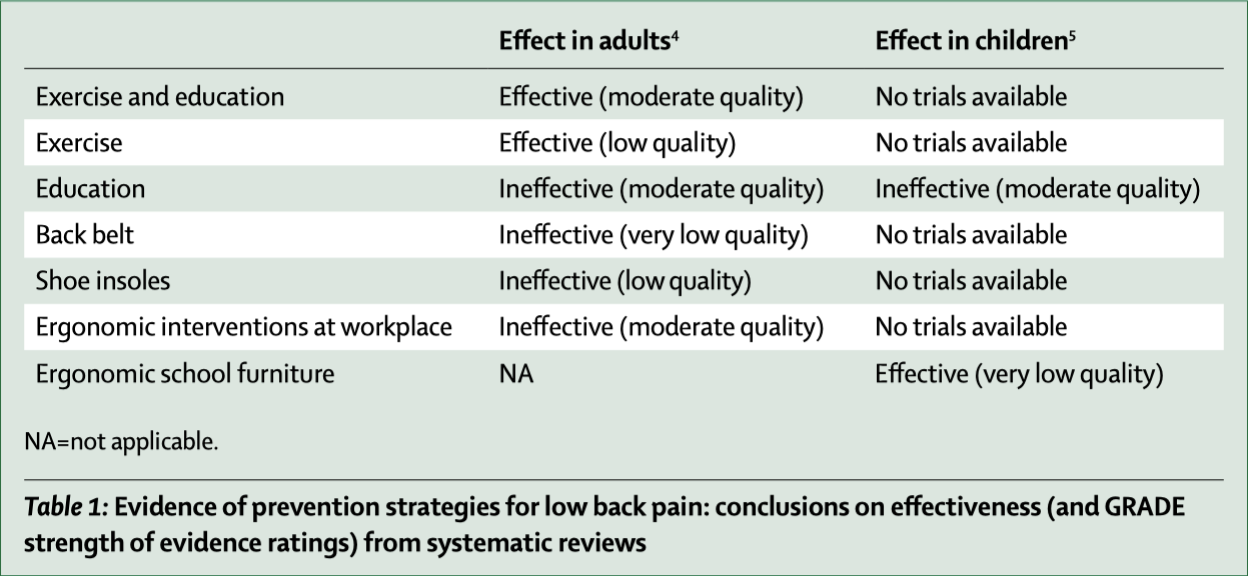 Effect in adults⁴ Effect in children⁵
Exercise and education Effective (moderate quality) No trials available
Exercise Effective (low quality) No trials available
Education Ineffective (moderate quality) Ineffective (moderate quality)
Back belt Ineffective (very low quality) No trials available
Shoe insoles Ineffective (low quality) No trials available
Ergonomic interventions at workplace Ineffective (moderate quality) No trials available
Ergonomic school furniture NA Effective (very low quality)
NA=not applicable.
Table 1: Evidence of prevention strategies for low back pain: conclusions on effectiveness (and GRADE
strength of evidence ratings) from systematic reviews